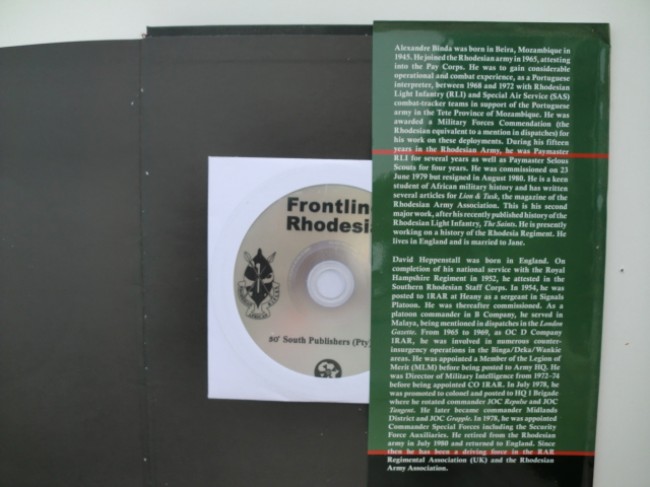 Frontlin
Rhodesi
30° South Publishers (Pty)
Alexandre Binda was born in Beira, Mozambique in
1945. He joined the Rhodesian army in 1965, attesting
into the Pay Corps. He was to gain considerable
operational and combat experience, as a Portuguese
interpreter, between 1968 and 1972 with Rhodesian
Light Infantry (RLI) and Special Air Service (SAS)
combat-tracker teams in support of the Portuguese
army in the Tete Province of Mozambique. He was
awarded a Military Forces Commendation (the
Rhodesian equivalent to a mention in dispatches) for
his work on these deployments. During his fifteen
years in the Rhodesian Army, he was Paymaster
RLI for several years as well as Paymaster Selous
Scouts for four years. He was commissioned on 23
June 1979 but resigned in August 1980. He is a keen
student of African military history and has written
several articles for Lion & Tusk, the magazine of the
Rhodesian Army Association. This is his second
major work, after his recently published history of the
Rhodesian Light Infantry, The Saints. He is presently
working on a history of the Rhodesia Regiment. He
lives in England and is married to Jane.
David Heppenstall was born in England. On
completion of his national service with the Royal
Hampshire Regiment in 1952, he attested in the
Southern Rhodesian Staff Corps. In 1954, he was
posted to 1RAR at Heany as a sergeant in Signals
Platoon. He was thereafter commissioned. As a
platoon commander in B Company, he served in
Malaya, being mentioned in dispatches in the London
Gazette. From 1965 to 1969, as OC D Company
1RAR, he was involved in numerous counter-
insurgency operations in the Binga/Deka/Wankie
areas. He was appointed a Member of the Legion of
Merit (MLM) before being posted to Army HQ. He
was Director of Military Intelligence from 1972–74
before being appointed CO 1RAR. In July 1978, he
was promoted to colonel and posted to HQ 1 Brigade
where he rotated commander JOC Repulse and JOC
Tangent. He later became commander Midlands
District and JOC Grapple. In 1978, he was appointed
Commander Special Forces including the Security
Force Auxiliaries. He retired from the Rhodesian
army in July 1980 and returned to England. Since
then he has been a driving force in the RAR
Regimental Association (UK) and the Rhodesian
Army Association.